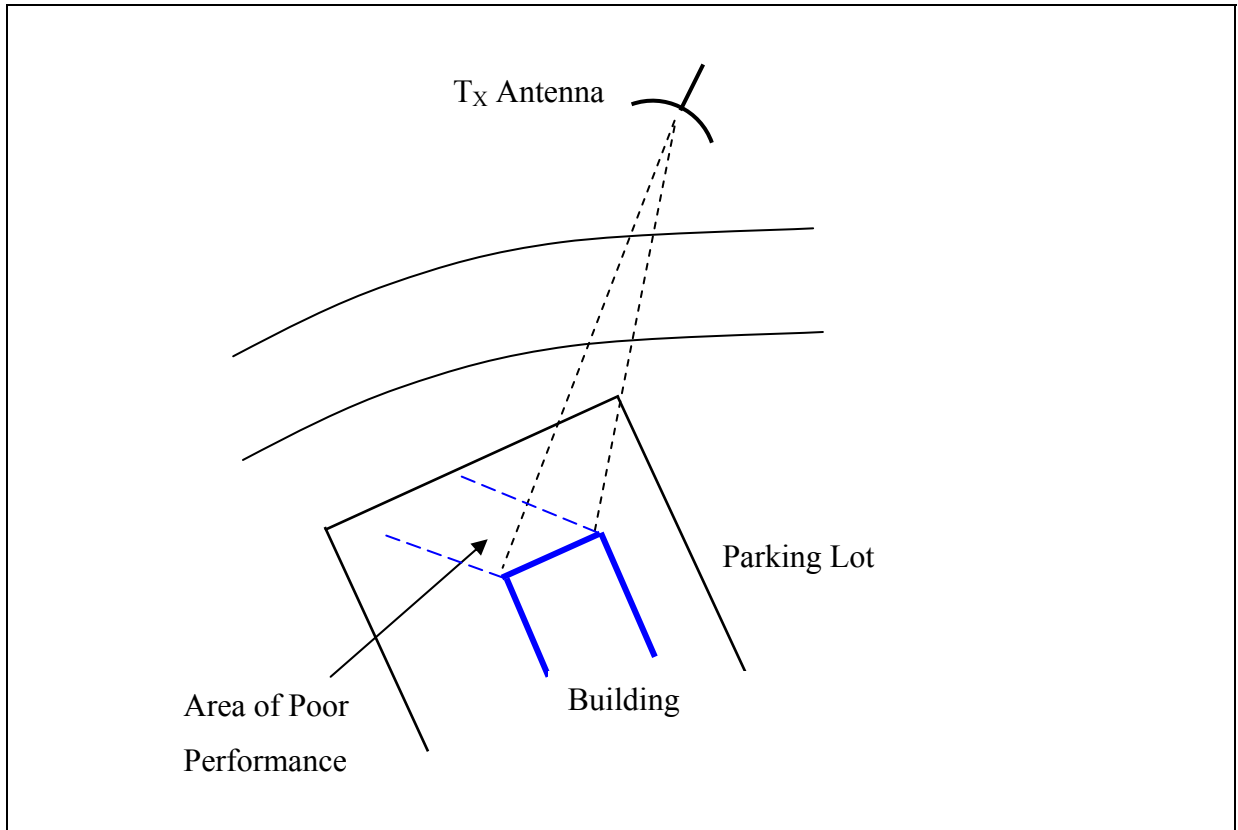 Tx Antenna
Parking Lot
Building
Area of Poor
Performance